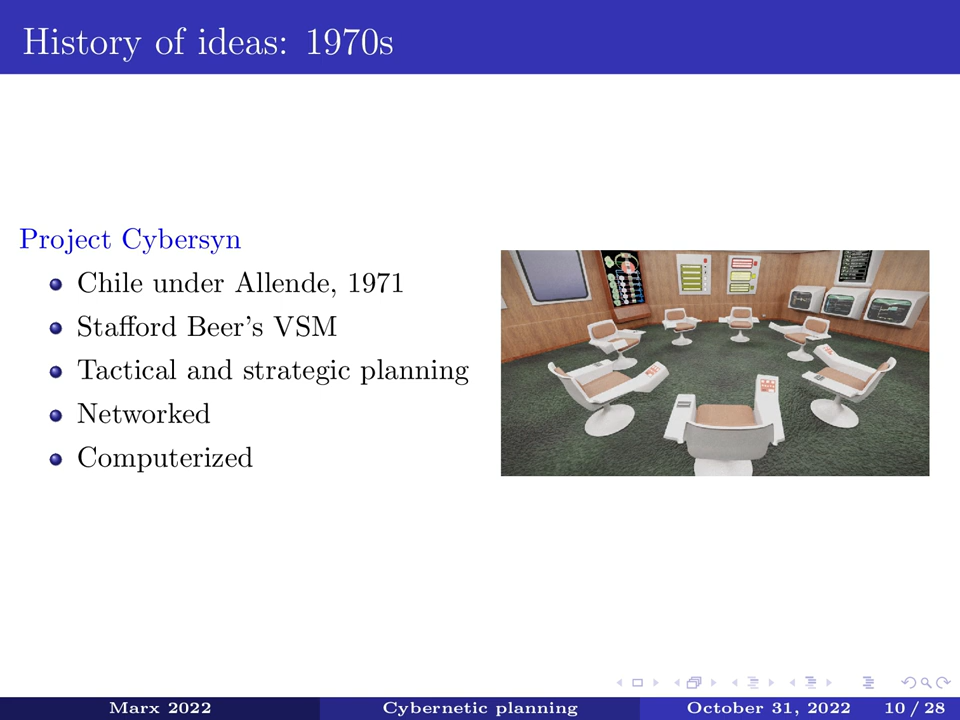 History of ideas: 1970s
Project Cybersyn
Chile under Allende, 1971
Stafford Beer's VSM
Tactical and strategic planning
Networked
Computerized
Marx 2022
Cybernetic planning
October 31, 2022
10 / 28